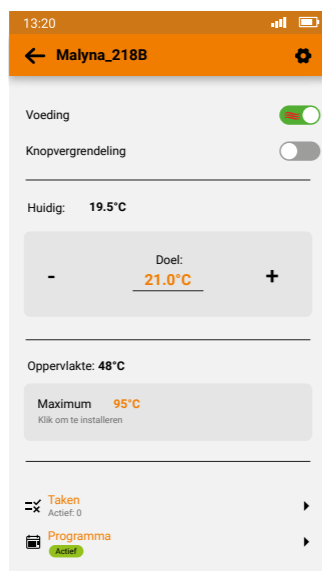 13:20
Malyna_218B
Voeding
Knopvergrendeling
Huidig: 19.5°C
Doel:
- 21.0°C +
Oppervlakte: 48°C
Maximum 95°C
Klik om te installeren
Taken
Actief: 0
Programma
Actief